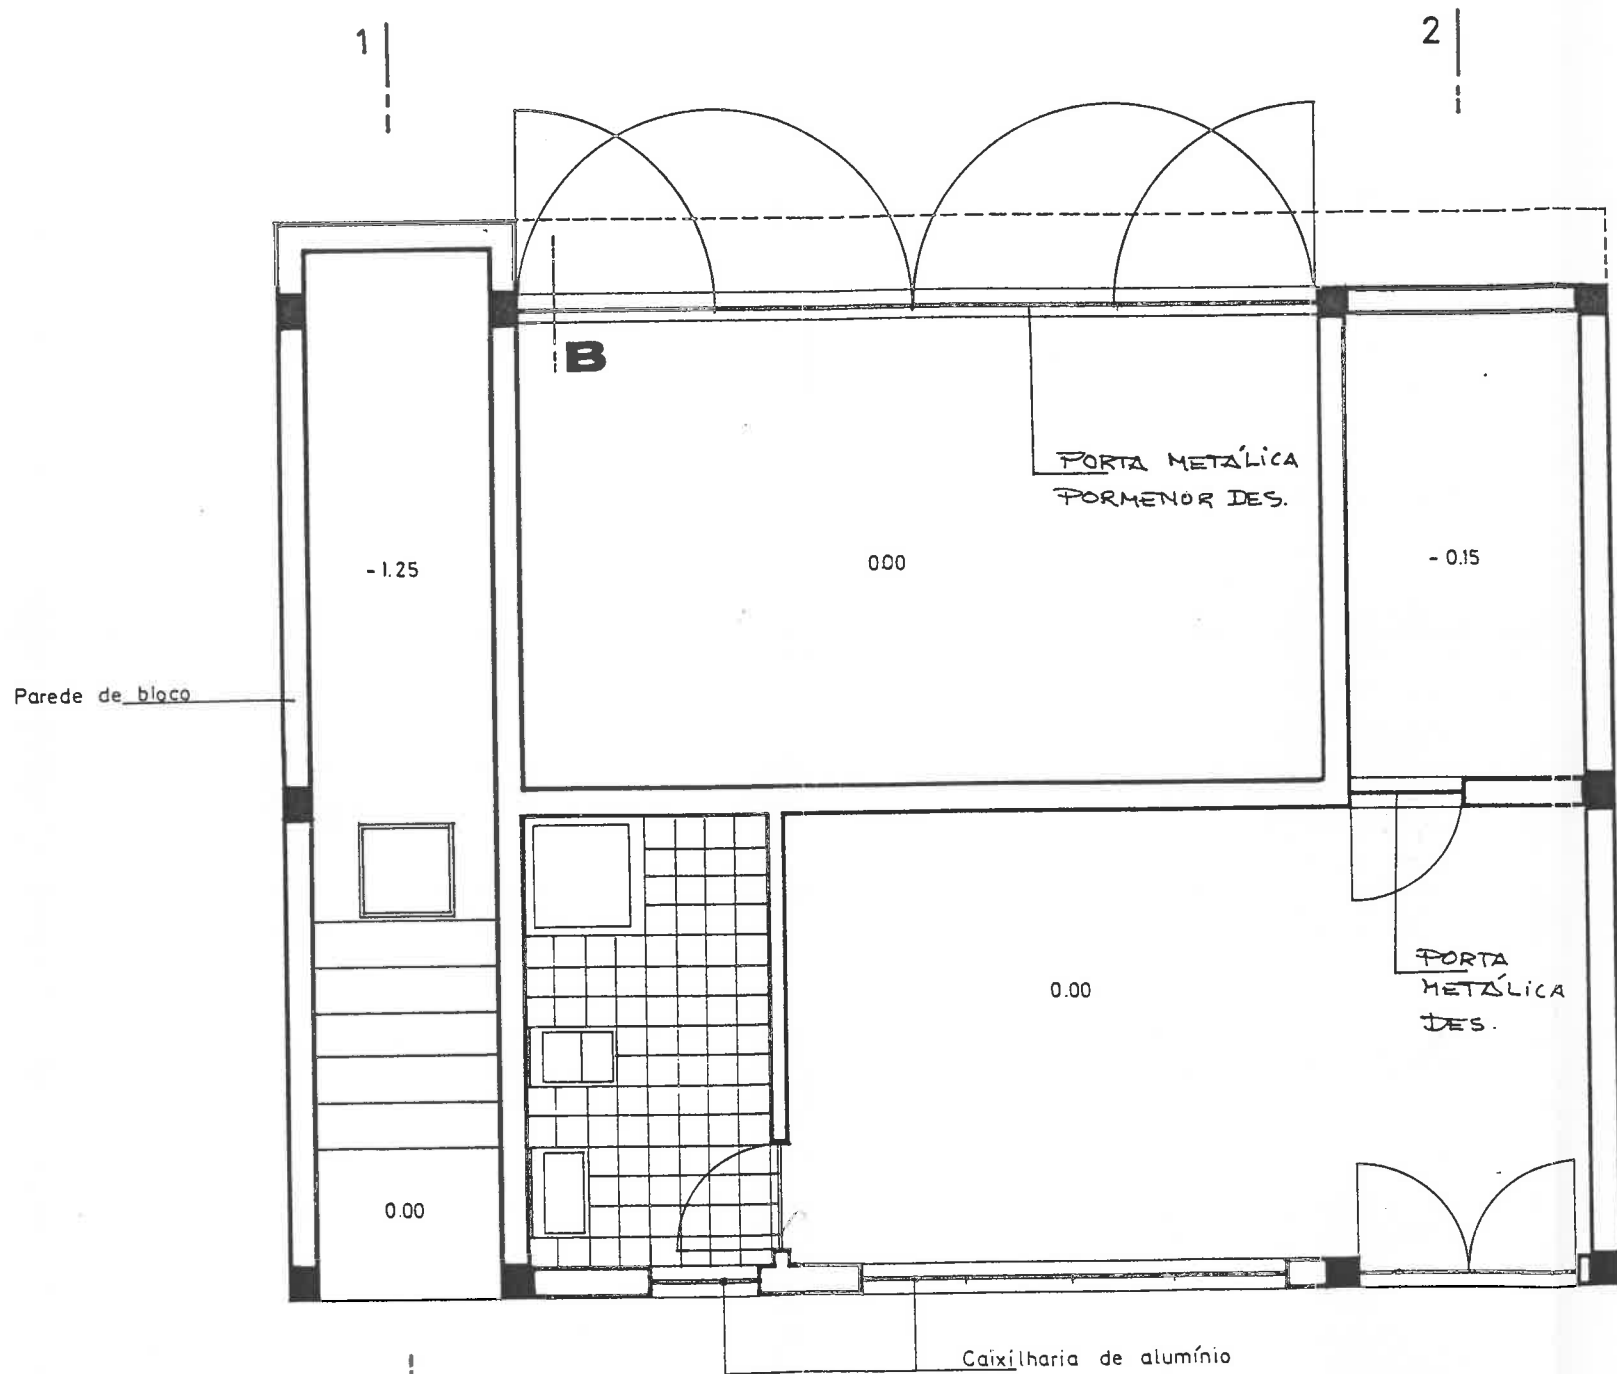 1
2
B
PORTA METÁLICA
PORMENOR DES.
-1.25
0.00
-0.15
Parede de bloco
0.00
PORTA
METÁLICA
DES.
0.00
Caixilharia de alumínio